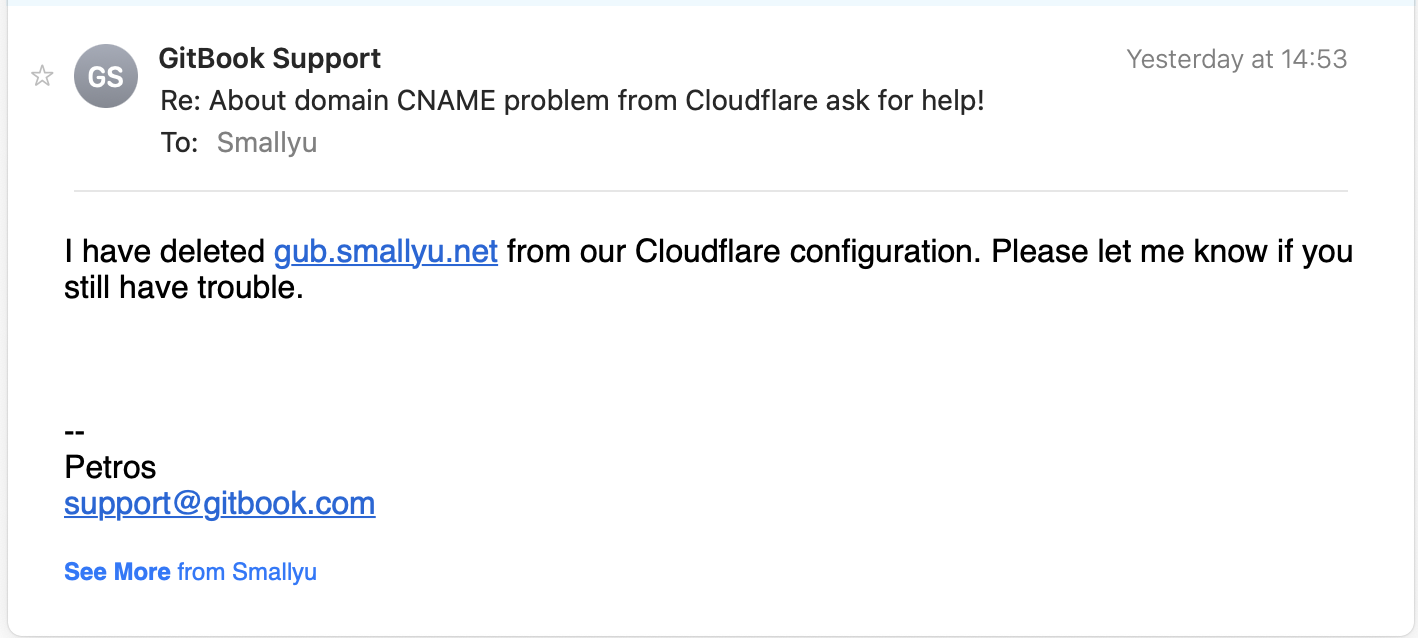 GS
GitBook Support
Yesterday at 14:53
Re: About domain CNAME problem from Cloudflare ask for help!
To: Smallyu
I have deleted gub.smallyu.net from our Cloudflare configuration. Please let me know if you
still have trouble.
--
Petros
support@gitbook.com
See More from Smallyu